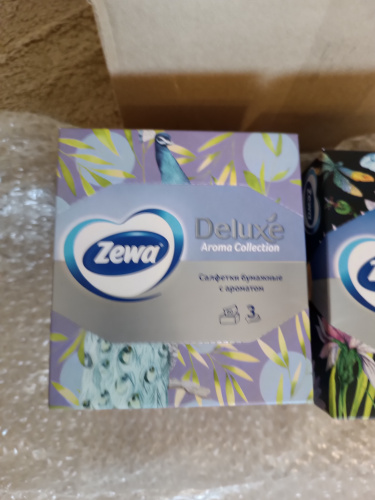 Zewa
Deluxe
Aroma Collection
Салфетки бумажные
с ароматом
3